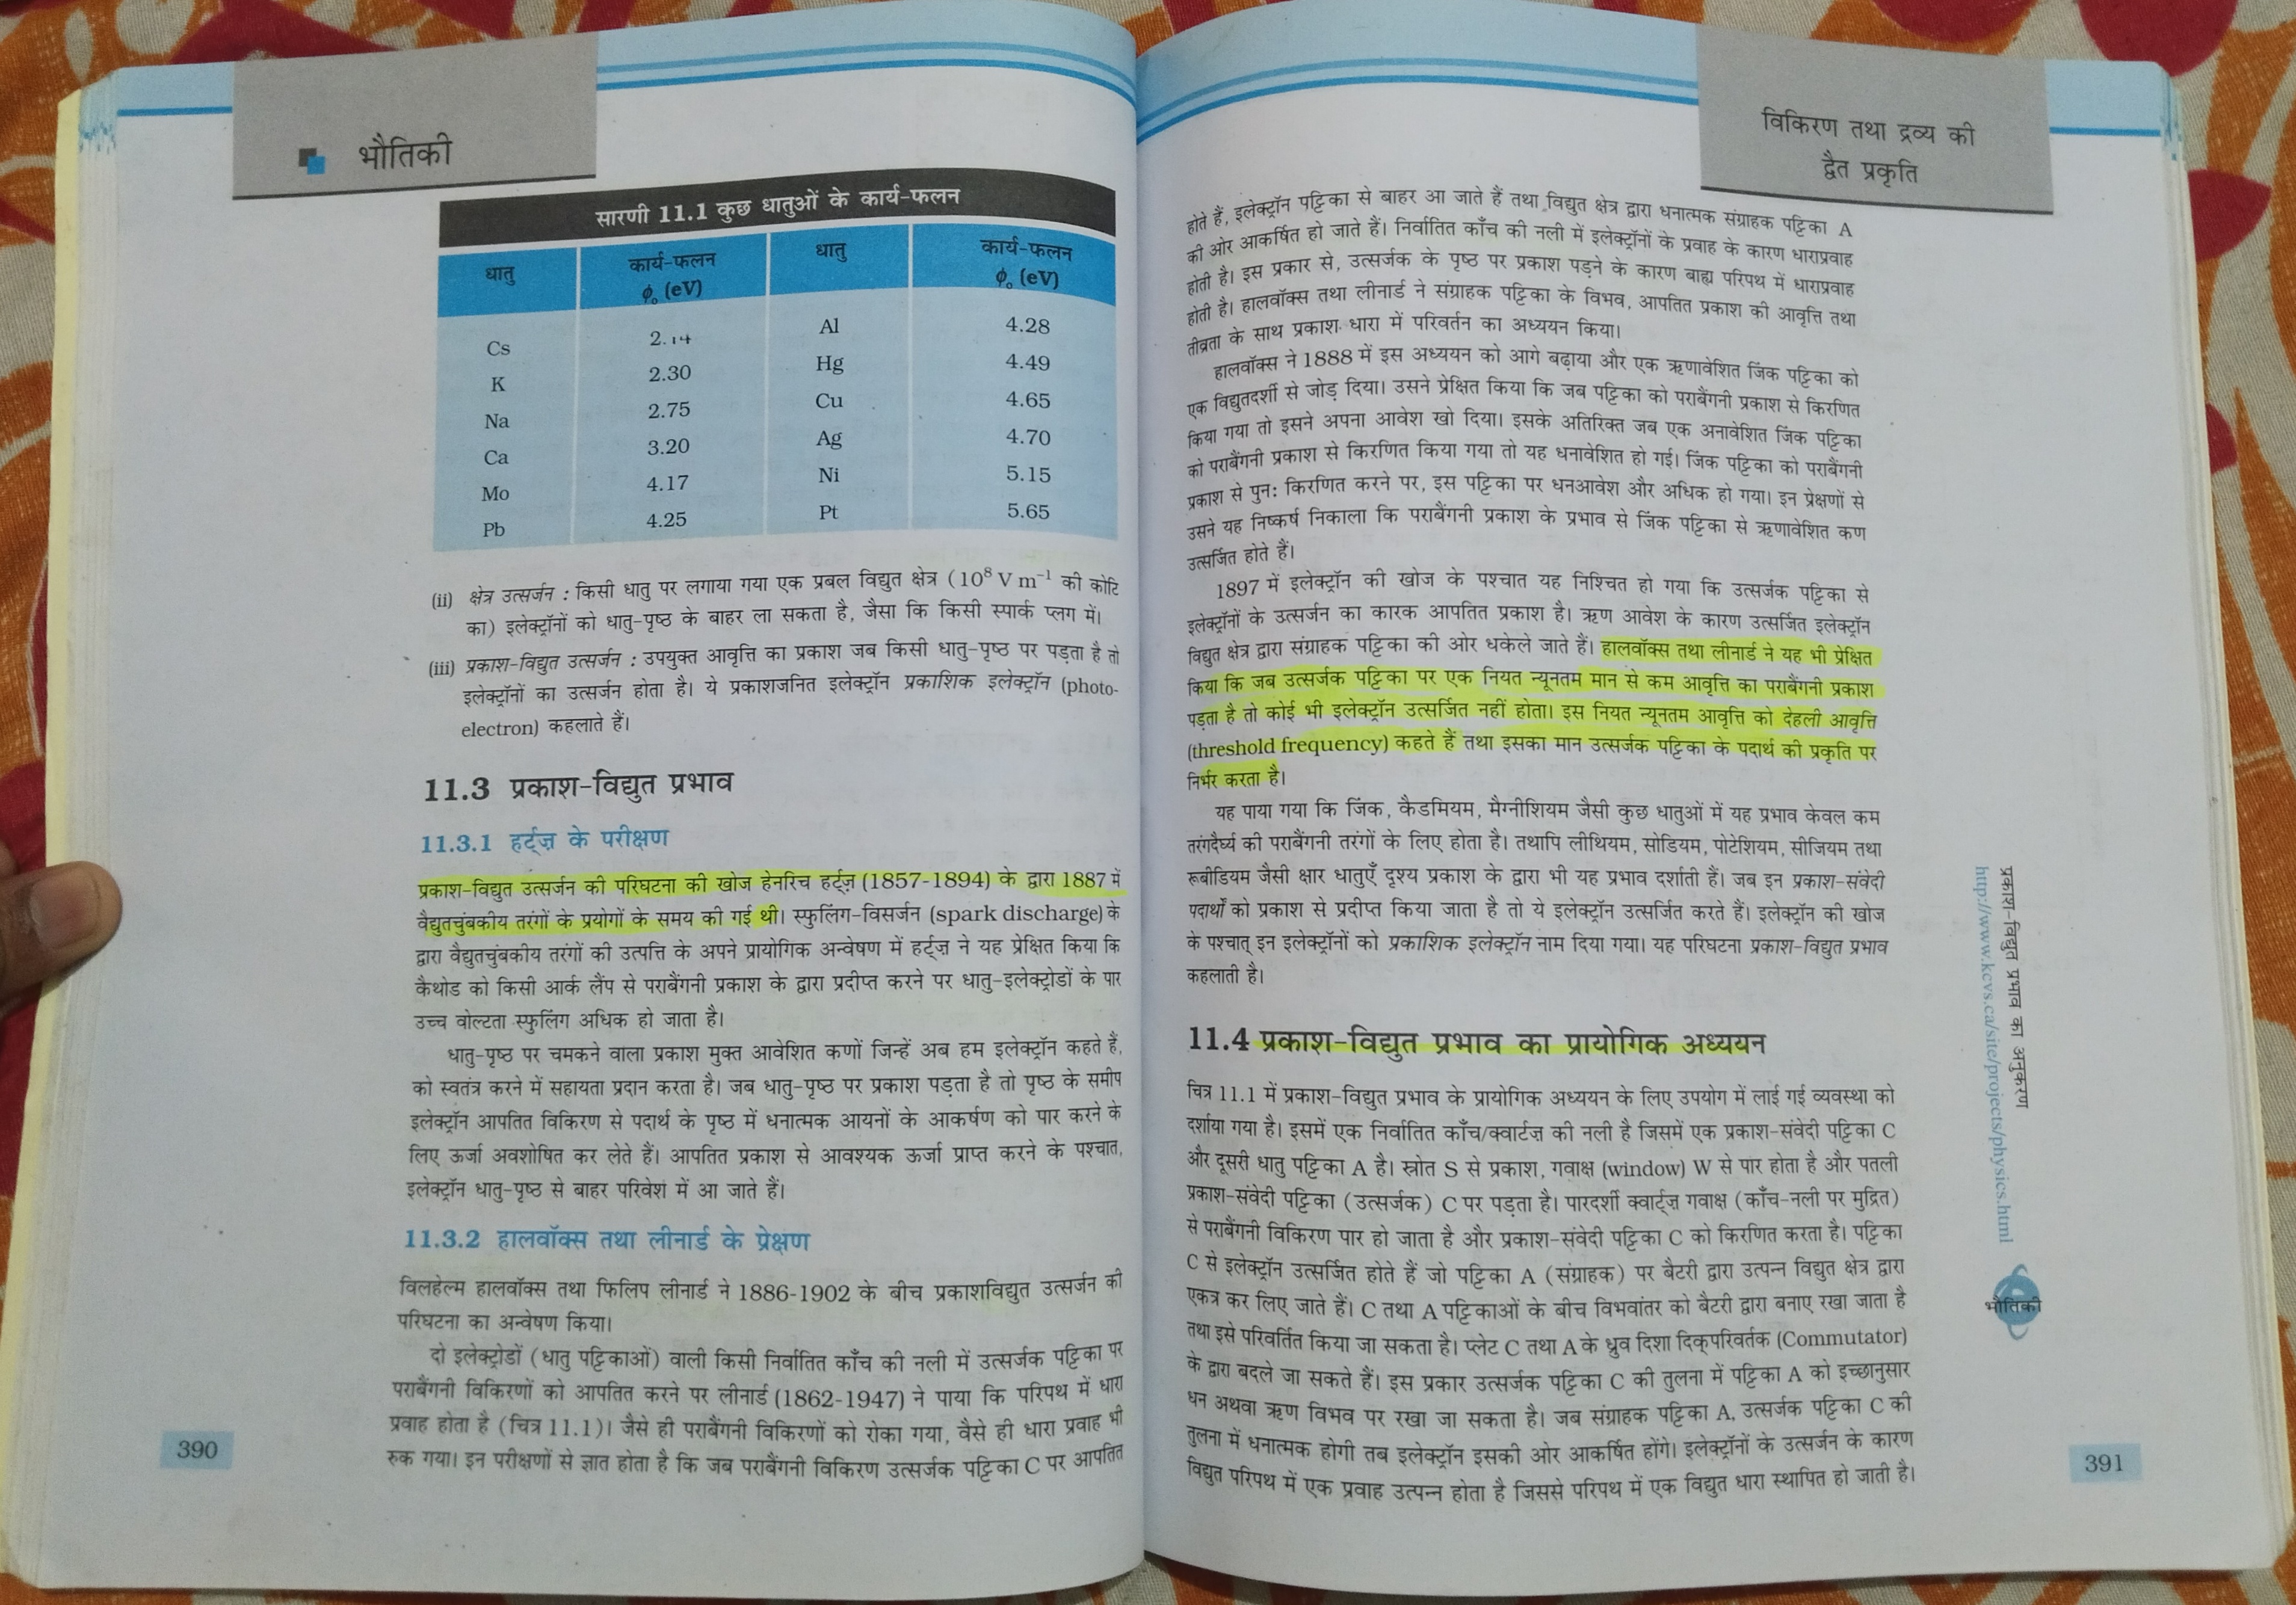 भौतिकी
सारणी 11.1 कुछ धातुओं के कार्य-फलन
धातु कार्य-फलन ϕ₀ (eV) धातु कार्य-फलन ϕ₀ (eV)
Cs 2.14 Al 4.28
K 2.30 Hg 4.49
Na 2.75 Cu 4.65
Ca 3.20 Ag 4.70
Mo 4.17 Ni 5.15
Pb 4.25 Pt 5.65
(ii) क्षेत्र उत्सर्जन : किसी धातु पर लगाया गया एक प्रबल विद्युत क्षेत्र (10⁸ V m⁻¹ की कोटि
का) इलेक्ट्रॉनों को धातु-पृष्ठ के बाहर ला सकता है, जैसा कि किसी स्पार्क प्लग में।
(iii) प्रकाश-विद्युत उत्सर्जन : उपयुक्त आवृत्ति का प्रकाश जब किसी धातु-पृष्ठ पर पड़ता है तो
इलेक्ट्रॉनों का उत्सर्जन होता है। ये प्रकाशजनित इलेक्ट्रॉन प्रकाशिक इलेक्ट्रॉन (photo-
electron) कहलाते हैं।
11.3 प्रकाश-विद्युत प्रभाव
11.3.1 हर्ट्ज़ के परीक्षण
प्रकाश-विद्युत उत्सर्जन की परिघटना की खोज हेनरिच हर्ट्ज़ (1857-1894) के द्वारा 1887 में
वैद्युतचुंबकीय तरंगों के प्रयोगों के समय की गई थी। स्फुलिंग-विसर्जन (spark discharge) के
द्वारा वैद्युतचुंबकीय तरंगों की उत्पत्ति के अपने प्रायोगिक अन्वेषण में हर्ट्ज़ ने यह प्रेक्षित किया कि
कैथोड को किसी आर्क लैंप से पराबैंगनी प्रकाश के द्वारा प्रदीप्त करने पर धातु-इलेक्ट्रोडों के पार
उच्च वोल्टता स्फुलिंग अधिक हो जाता है।
धातु-पृष्ठ पर चमकने वाला प्रकाश मुक्त आवेशित कणों जिन्हें अब हम इलेक्ट्रॉन कहते हैं,
को स्वतंत्र करने में सहायता प्रदान करता है। जब धातु-पृष्ठ पर प्रकाश पड़ता है तो पृष्ठ के समीप
इलेक्ट्रॉन आपतित विकिरण से पदार्थ के पृष्ठ में धनात्मक आयनों के आकर्षण को पार करने के
लिए ऊर्जा अवशोषित कर लेते हैं। आपतित प्रकाश से आवश्यक ऊर्जा प्राप्त करने के पश्चात,
इलेक्ट्रॉन धातु-पृष्ठ से बाहर परिवेश में आ जाते हैं।
11.3.2 हालवॉक्स तथा लीनार्ड के प्रेक्षण
विलहेल्म हालवॉक्स तथा फिलिप लीनार्ड ने 1886-1902 के बीच प्रकाशविद्युत उत्सर्जन की
परिघटना का अन्वेषण किया।
दो इलेक्ट्रोडों (धातु पट्टिकाओं) वाली किसी निर्वातित काँच की नली में उत्सर्जक पट्टिका पर
पराबैंगनी विकिरणों को आपतित करने पर लीनार्ड (1862-1947) ने पाया कि परिपथ में धारा
प्रवाह होता है (चित्र 11.1)। जैसे ही पराबैंगनी विकिरणों को रोका गया, वैसे ही धारा प्रवाह भी
रुक गया। इन परीक्षणों से ज्ञात होता है कि जब पराबैंगनी विकिरण उत्सर्जक पट्टिका C पर आपतित
390
विकिरण तथा द्रव्य की
द्वैत प्रकृति
होते हैं, इलेक्ट्रॉन पट्टिका से बाहर आ जाते हैं तथा विद्युत क्षेत्र द्वारा धनात्मक संग्राहक पट्टिका A
की ओर आकर्षित हो जाते हैं। निर्वातित काँच की नली में इलेक्ट्रॉनों के प्रवाह के कारण धाराप्रवाह
होती है। इस प्रकार से, उत्सर्जक के पृष्ठ पर प्रकाश पड़ने के कारण बाह्य परिपथ में धाराप्रवाह
होती है। हालवॉक्स तथा लीनार्ड ने संग्राहक पट्टिका के विभव, आपतित प्रकाश की आवृत्ति तथा
तीव्रता के साथ प्रकाश धारा में परिवर्तन का अध्ययन किया।
हालवॉक्स ने 1888 में इस अध्ययन को आगे बढ़ाया और एक ऋणावेशित जिंक पट्टिका को
एक विद्युतदर्शी से जोड़ दिया। उसने प्रेक्षित किया कि जब पट्टिका को पराबैंगनी प्रकाश से किरणित
किया गया तो इसने अपना आवेश खो दिया। इसके अतिरिक्त जब एक अनावेशित जिंक पट्टिका
को पराबैंगनी प्रकाश से किरणित किया गया तो यह धनावेशित हो गई। जिंक पट्टिका को पराबैंगनी
प्रकाश से पुन: किरणित करने पर, इस पट्टिका पर धनआवेश और अधिक हो गया। इन प्रेक्षणों से
उसने यह निष्कर्ष निकाला कि पराबैंगनी प्रकाश के प्रभाव से जिंक पट्टिका से ऋणावेशित कण
उत्सर्जित होते हैं।
1897 में इलेक्ट्रॉन की खोज के पश्चात यह निश्चित हो गया कि उत्सर्जक पट्टिका से
इलेक्ट्रॉनों के उत्सर्जन का कारक आपतित प्रकाश है। ऋण आवेश के कारण उत्सर्जित इलेक्ट्रॉन
विद्युत क्षेत्र द्वारा संग्राहक पट्टिका की ओर धकेले जाते हैं। हालवॉक्स तथा लीनार्ड ने यह भी प्रेक्षित
किया कि जब उत्सर्जक पट्टिका पर एक नियत न्यूनतम मान से कम आवृत्ति का पराबैंगनी प्रकाश
पड़ता है तो कोई भी इलेक्ट्रॉन उत्सर्जित नहीं होता। इस नियत न्यूनतम आवृत्ति को देहली आवृत्ति
(threshold frequency) कहते हैं तथा इसका मान उत्सर्जक पट्टिका के पदार्थ की प्रकृति पर
निर्भर करता है।
यह पाया गया कि जिंक, कैडमियम, मैग्नीशियम जैसी कुछ धातुओं में यह प्रभाव केवल कम
तरंगदैर्घ्य की पराबैंगनी तरंगों के लिए होता है। तथापि लीथियम, सोडियम, पोटेशियम, सीजियम तथा
रूबीडियम जैसी क्षार धातुएँ दृश्य प्रकाश के द्वारा भी यह प्रभाव दर्शाती हैं। जब इन प्रकाश-संवेदी
पदार्थों को प्रकाश से प्रदीप्त किया जाता है तो ये इलेक्ट्रॉन उत्सर्जित करते हैं। इलेक्ट्रॉन की खोज
के पश्चात् इन इलेक्ट्रॉनों को प्रकाशिक इलेक्ट्रॉन नाम दिया गया। यह परिघटना प्रकाश-विद्युत प्रभाव
कहलाती है।
11.4 प्रकाश-विद्युत प्रभाव का प्रायोगिक अध्ययन
चित्र 11.1 में प्रकाश-विद्युत प्रभाव के प्रायोगिक अध्ययन के लिए उपयोग में लाई गई व्यवस्था को
दर्शाया गया है। इसमें एक निर्वातित काँच/क्वार्टज़ की नली है जिसमें एक प्रकाश-संवेदी पट्टिका C
और दूसरी धातु पट्टिका A है। स्रोत S से प्रकाश, गवाक्ष (window) W से पार होता है और पतली
प्रकाश-संवेदी पट्टिका (उत्सर्जक) C पर पड़ता है। पारदर्शी क्वार्ट्ज़ गवाक्ष (काँच-नली पर मुद्रित)
से पराबैंगनी विकिरण पार हो जाता है और प्रकाश-संवेदी पट्टिका C को किरणित करता है। पट्टिका
C से इलेक्ट्रॉन उत्सर्जित होते हैं जो पट्टिका A (संग्राहक) पर बैटरी द्वारा उत्पन्न विद्युत क्षेत्र द्वारा
एकत्र कर लिए जाते हैं। C तथा A पट्टिकाओं के बीच विभवांतर को बैटरी द्वारा बनाए रखा जाता है
तथा इसे परिवर्तित किया जा सकता है। प्लेट C तथा A के ध्रुव दिशा दिक्परिवर्तक (Commutator)
के द्वारा बदले जा सकते हैं। इस प्रकार उत्सर्जक पट्टिका C की तुलना में पट्टिका A को इच्छानुसार
धन अथवा ऋण विभव पर रखा जा सकता है। जब संग्राहक पट्टिका A, उत्सर्जक पट्टिका C की
तुलना में धनात्मक होगी तब इलेक्ट्रॉन इसकी ओर आकर्षित होंगे। इलेक्ट्रॉनों के उत्सर्जन के कारण
विद्युत परिपथ में एक प्रवाह उत्पन्न होता है जिससे परिपथ में एक विद्युत धारा स्थापित हो जाती है।
प्रकाश-विद्युत प्रभाव का अनुकरण
http://www.kcvs.ca/site/projects/physics.html
भौतिकी
391